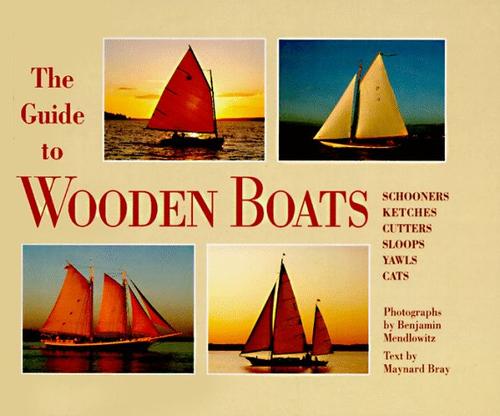 The
Guide
to
WOODEN BOATS
SCHOONERS
KETCHES
CUTTERS
SLOOPS
YAWLS
CATS
Photographs
by Benjamin
Mendlowitz
Text by
Maynard Bray